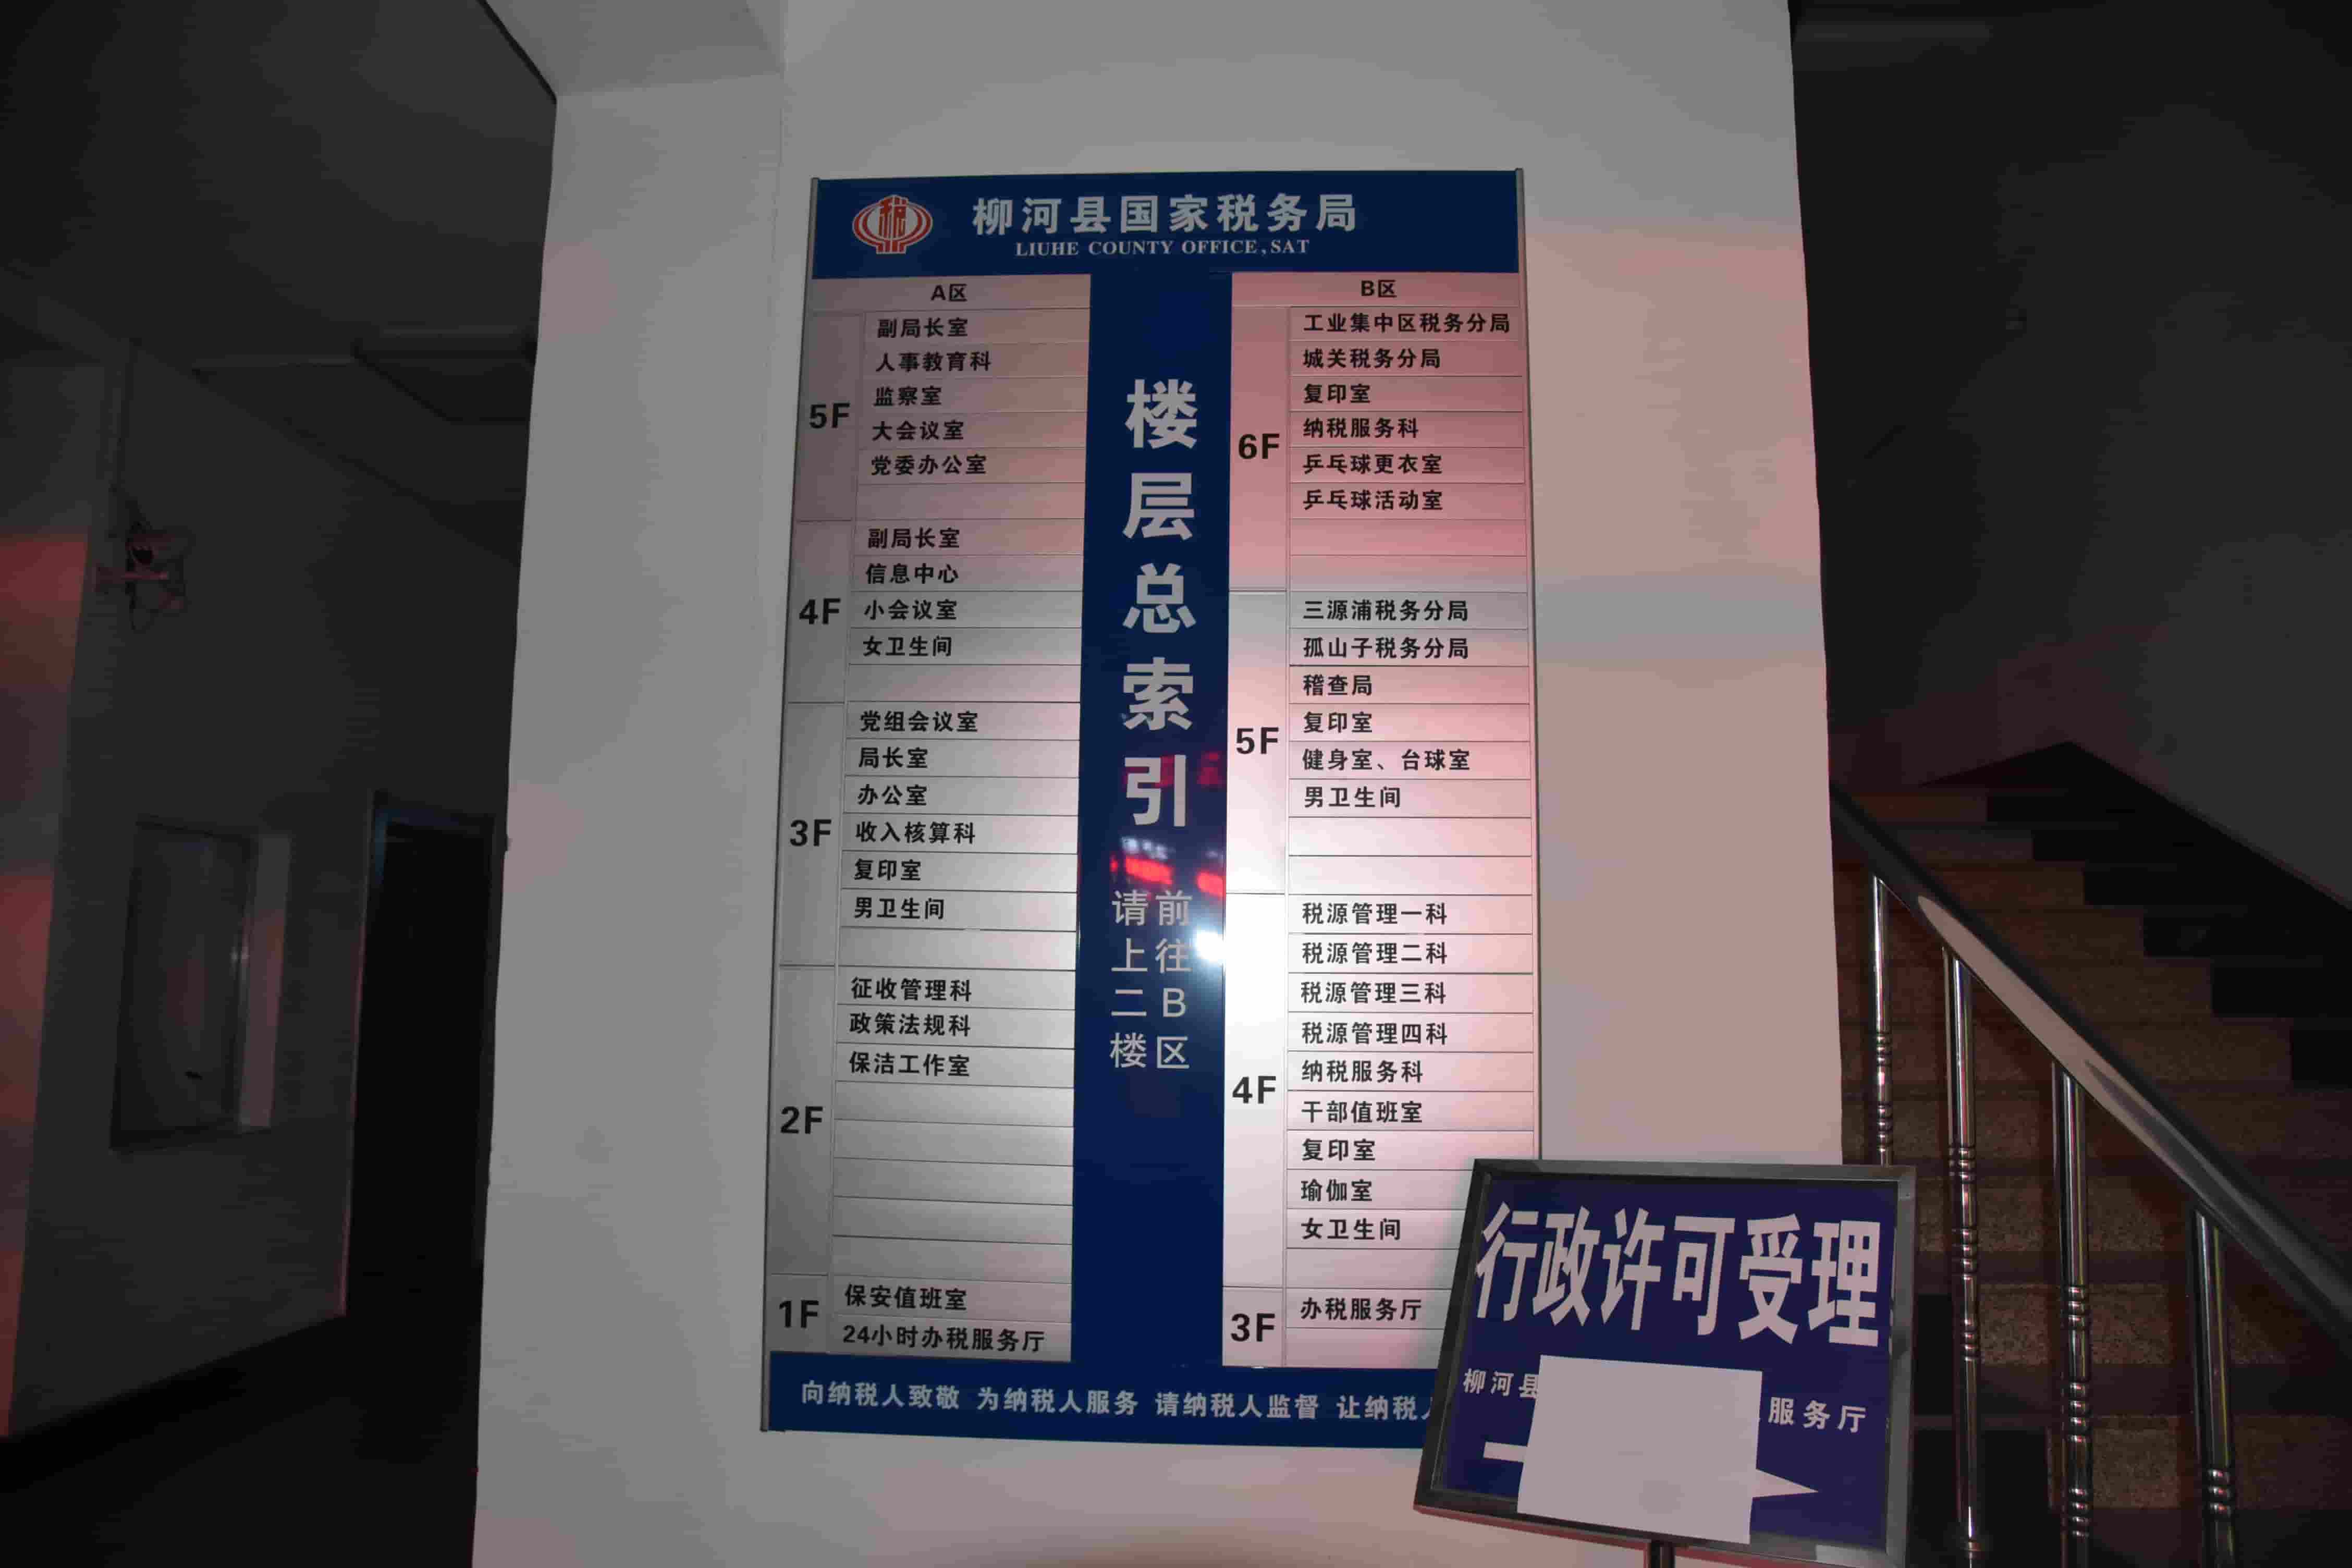 税
柳河县国家税务局
LIUHE COUNTY OFFICE,SAT
A区
5F
副局长室
人事教育科
监察室
大会议室
党委办公室
4F
副局长室
信息中心
小会议室
女卫生间
3F
党组会议室
局长室
办公室
收入核算科
复印室
男卫生间
2F
征收管理科
政策法规科
保洁工作室
1F
保安值班室
24小时办税服务厅
楼层总索引
前往B区
请上二楼
B区
6F
工业集中区税务分局
城关税务分局
复印室
纳税服务科
乒乓球更衣室
乒乓球活动室
5F
三源浦税务分局
孤山子税务分局
稽查局
复印室
健身室、台球室
男卫生间
4F
税源管理一科
税源管理二科
税源管理三科
税源管理四科
纳税服务科
干部值班室
复印室
瑜伽室
女卫生间
3F
办税服务厅
向纳税人致敬 为纳税人服务 请纳税人监督 让纳税
行政许可受理
柳河县 服务厅